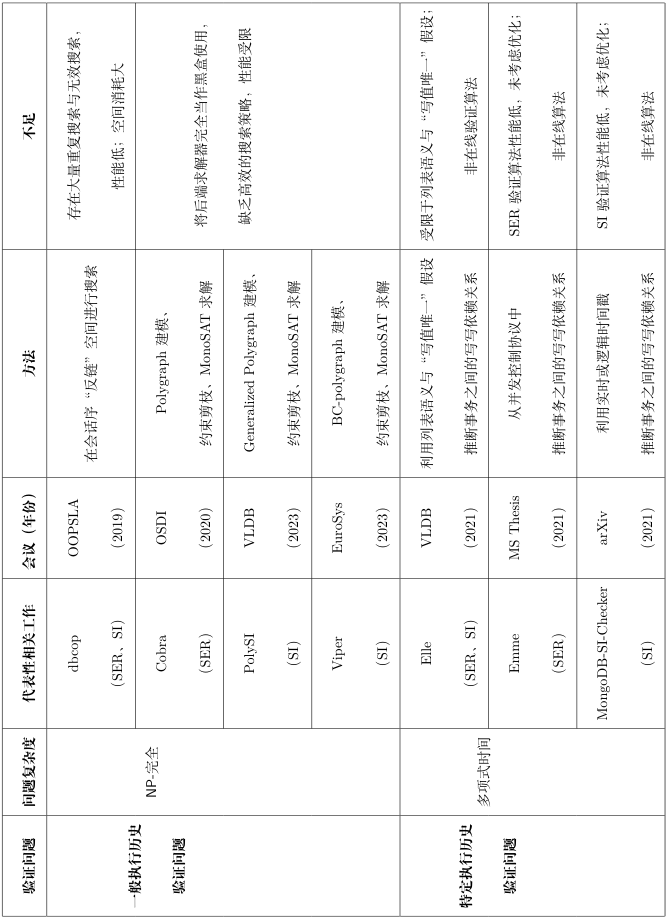 验证问题
问题复杂度
代表性相关工作
会议（年份）
方法
不足
一般执行历史
验证问题
NP-完全
dbcop
（SER、SI）
OOPSLA
（2019）
在会话序“反链”空间进行搜索
存在大量重复搜索与无效搜索，
性能低；空间消耗大
Cobra
（SER）
OSDI
（2020）
Polygraph 建模、
约束剪枝、MonoSAT 求解
将后端求解器完全当作黑盒使用，
缺乏高效的搜索策略，性能受限
PolySI
（SI）
VLDB
（2023）
Generalized Polygraph 建模、
约束剪枝、MonoSAT 求解
Viper
（SI）
EuroSys
（2023）
BC-polygraph 建模、
约束剪枝、MonoSAT 求解
特定执行历史
验证问题
多项式时间
Elle
（SER、SI）
VLDB
（2021）
利用列表语义与“写值唯一”假设
推断事务之间的写写依赖关系
受限于列表语义与“写值唯一”假设；
非在线验证算法
Emme
（SER）
MS Thesis
（2021）
从并发控制协议中
推断事务之间的写写依赖关系
SER 验证算法性能低，未考虑优化；
非在线算法
MongoDB-SI-Checker
（SI）
arXiv
（2021）
利用实时或逻辑时间戳
推断事务之间的写写依赖关系
SI 验证算法性能低，未考虑优化；
非在线算法